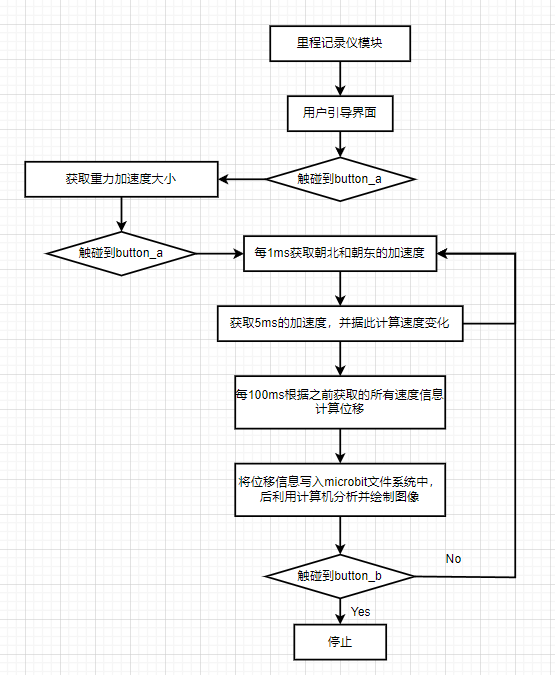 里程记录仪模块
用户引导界面
触碰到button_a
获取重力加速度大小
触碰到button_a
每1ms获取朝北和朝东的加速度
获取5ms的加速度，并据此计算速度变化
每100ms根据之前获取的所有速度信息
计算位移
将位移信息写入microbit文件系统中，
后利用计算机分析并绘制图像
触碰到button_b
No
Yes
停止